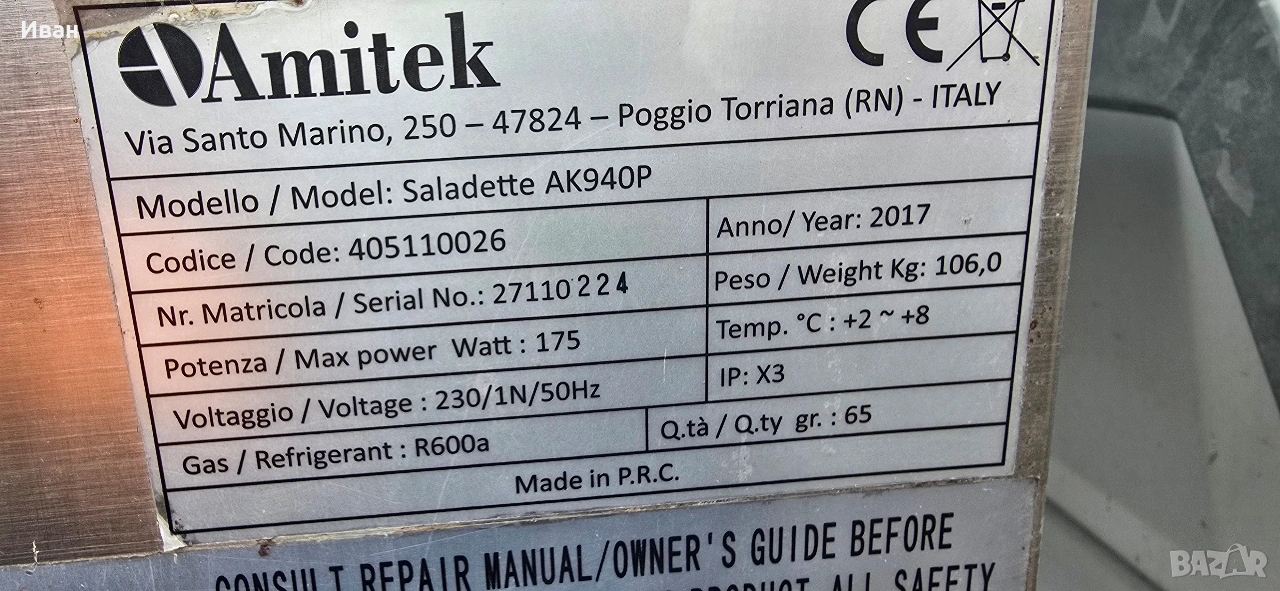 Иван
Amitek CE
Via Santo Marino, 250 – 47824 – Poggio Torriana (RN) - ITALY
Modello / Model: Saladette AK940P
Codice / Code: 405110026
Anno/ Year: 2017
Nr. Matricola / Serial No.: 27110224
Peso / Weight Kg: 106,0
Potenza / Max power Watt : 175
Temp. °C : +2 ~ +8
Voltaggio / Voltage : 230/1N/50Hz
IP: X3
Gas / Refrigerant : R600a
Q.tà / Q.ty gr. : 65
Made in P.R.C.
CONSULT REPAIR MANUAL/OWNER'S GUIDE BEFORE
PRODUCT. ALL SAFETY
BAZAR